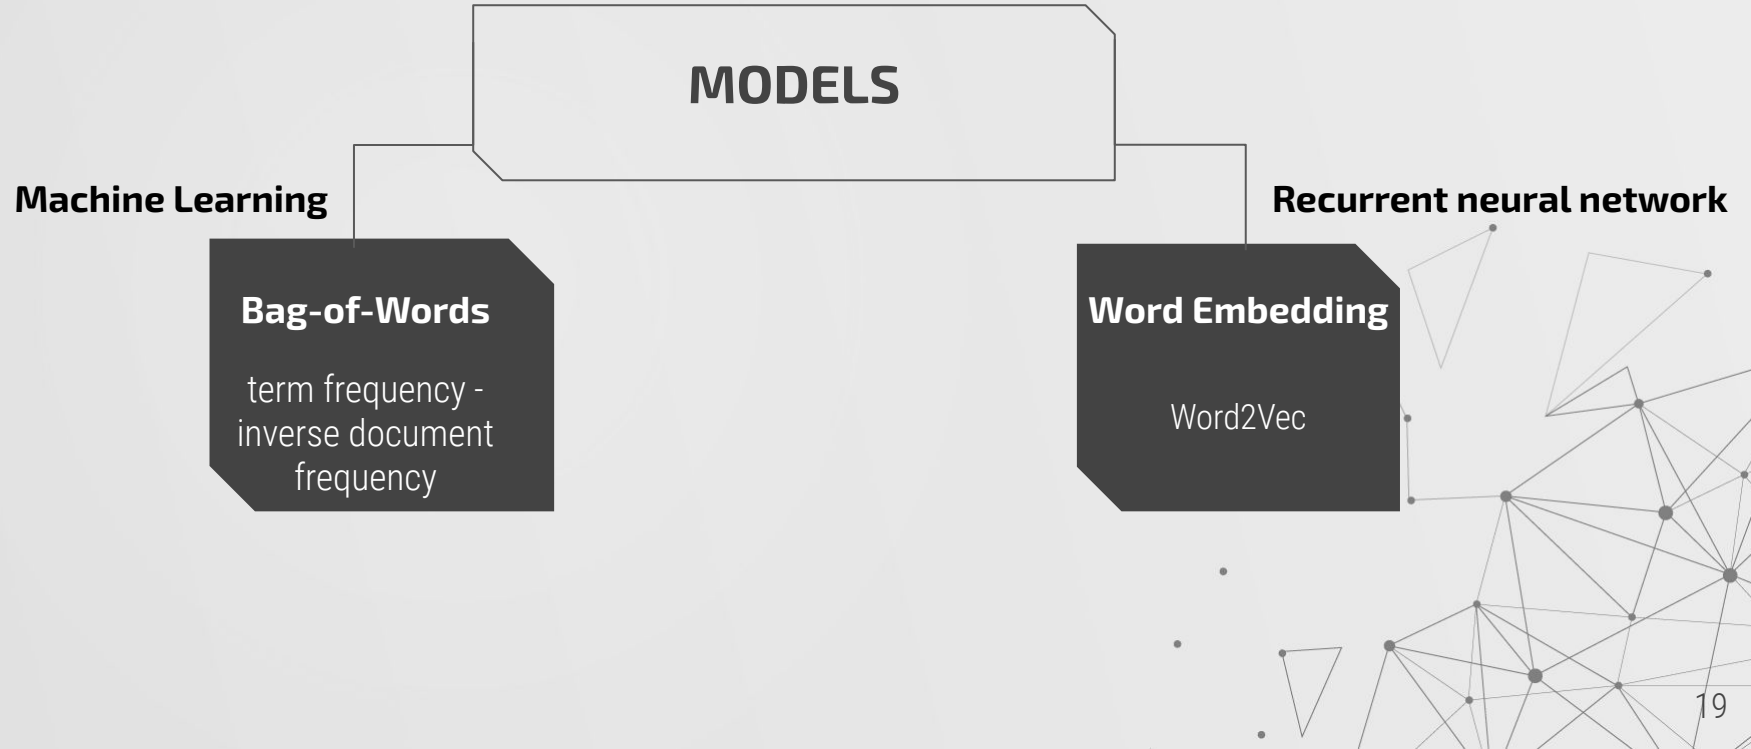 MODELS
Machine Learning
Recurrent neural network
Bag-of-Words
term frequency -
inverse document
frequency
Word Embedding
Word2Vec
19